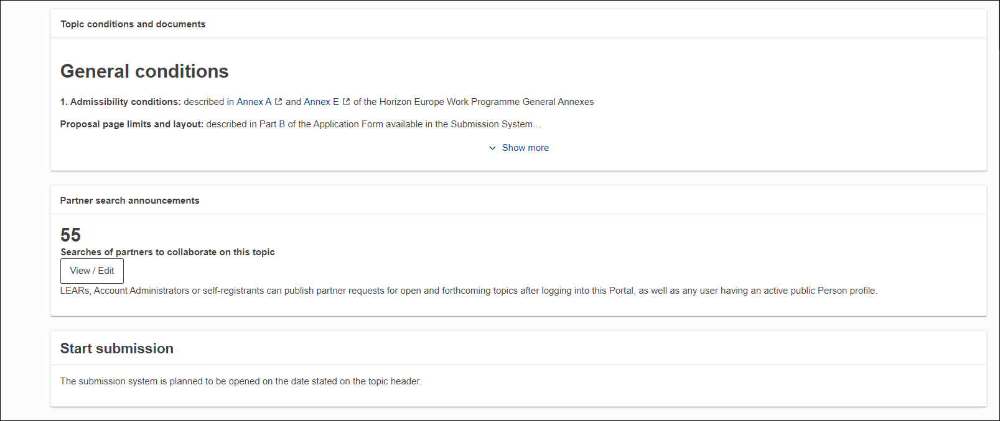 Topic conditions and documents
General conditions
1. Admissibility conditions: described in Annex A and Annex E of the Horizon Europe Work Programme General Annexes
Proposal page limits and layout: described in Part B of the Application Form available in the Submission System…
Show more
Partner search announcements
55
Searches of partners to collaborate on this topic
View / Edit
LEARs, Account Administrators or self-registrants can publish partner requests for open and forthcoming topics after logging into this Portal, as well as any user having an active public Person profile.
Start submission
The submission system is planned to be opened on the date stated on the topic header.